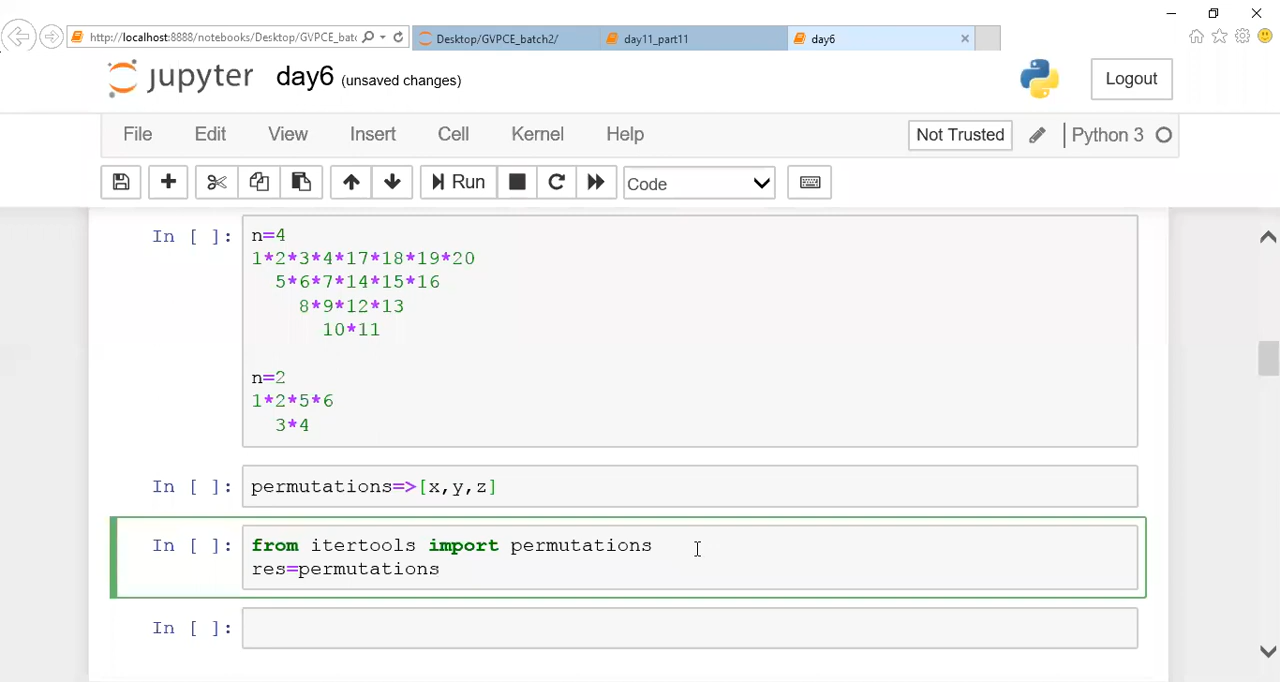 http://localhost:8888/notebooks/Desktop/GVPCE_batc
Desktop/GVPCE_batch2/
day11_part11
day6
jupyter day6 (unsaved changes)
Logout
File Edit View Insert Cell Kernel Help
Not Trusted
Python 3
Run
Code
In [ ]:
n=4
1*2*3*4*17*18*19*20
5*6*7*14*15*16
8*9*12*13
10*11
n=2
1*2*5*6
3*4
In [ ]: permutations=>[x,y,z]
In [ ]: from itertools import permutations
res=permutations
In [ ]: